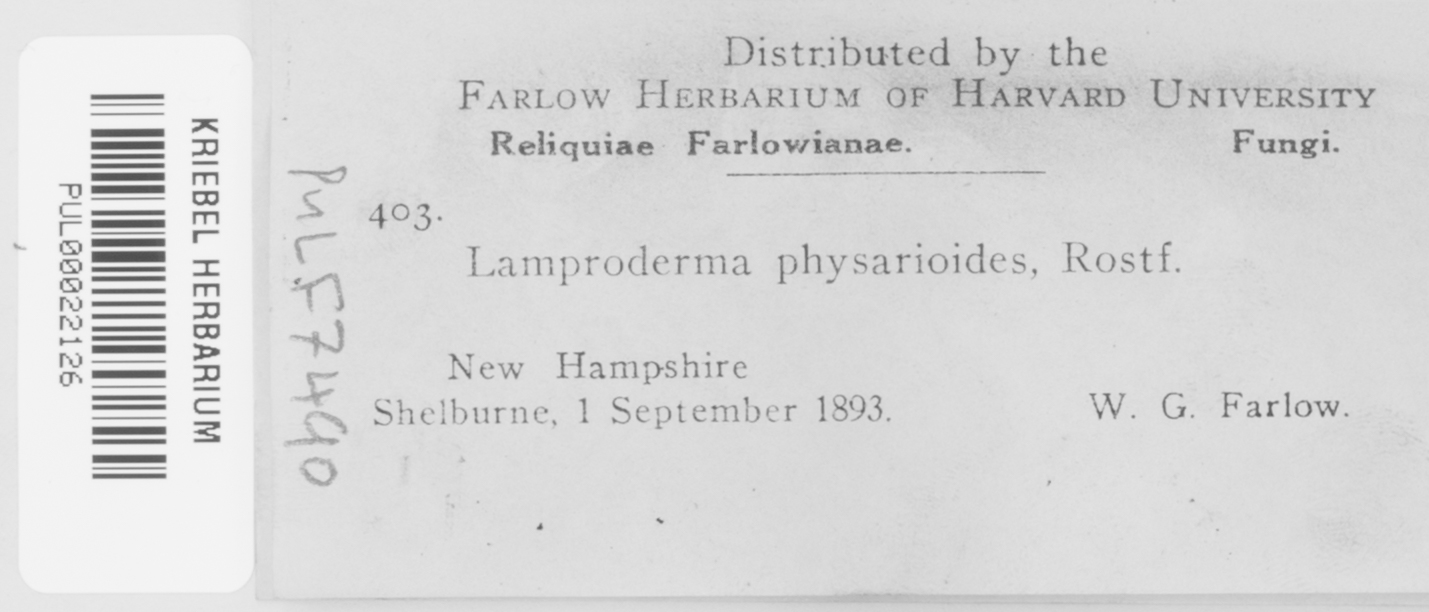 KRIEBEL HERBARIUM
PUL00022126
PULF7490
Distributed by the
FARLOW HERBARIUM OF HARVARD UNIVERSITY
Reliquiae Farlowianae. Fungi.
403.
Lamproderma physarioides, Rostf.
New Hampshire
Shelburne, 1 September 1893. W. G. Farlow.